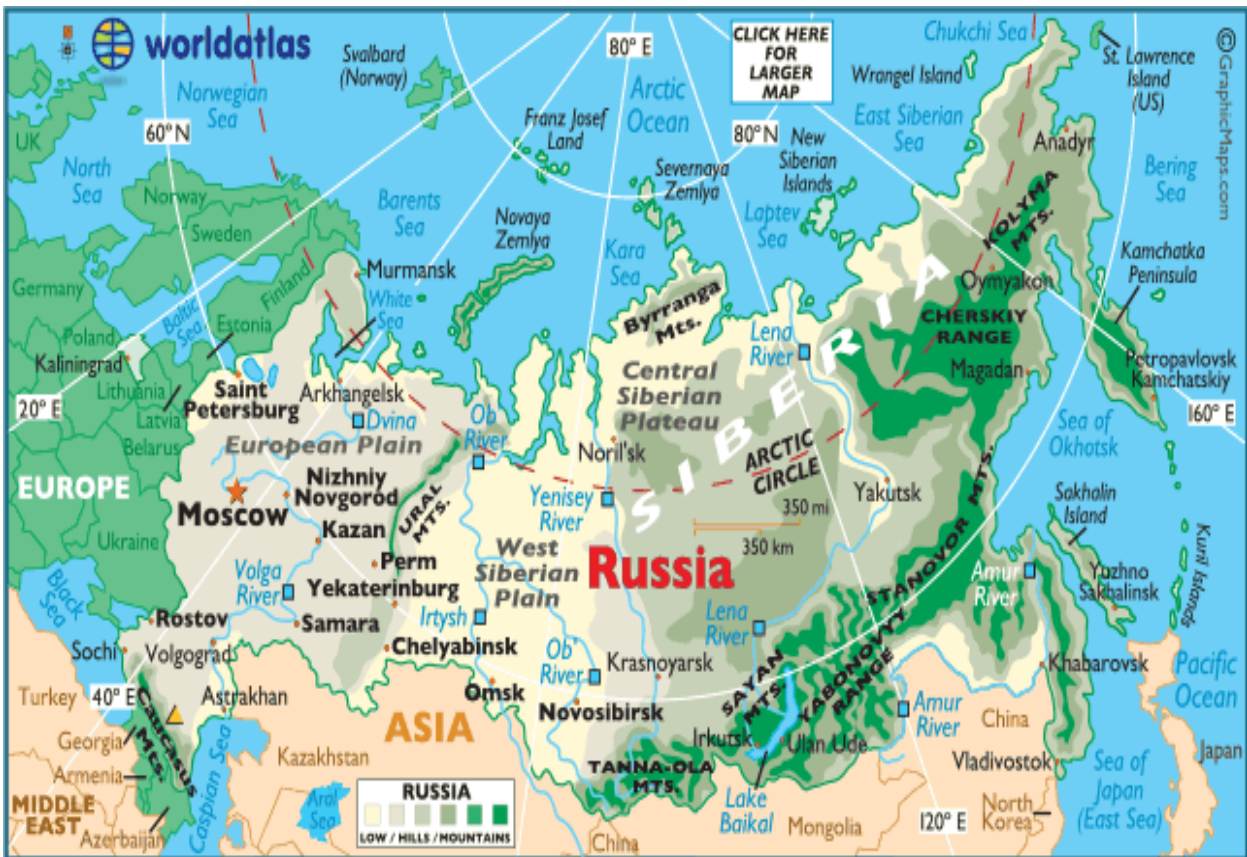 worldatlas
Svalbard
(Norway)
80° E
CLICK HERE
FOR
LARGER
MAP
Chukchi Sea
St. Lawrence
Island
(US)
© GraphicMaps.com
Norwegian
Sea
60° N
UK
North
Sea
Norway
Sweden
Finland
Barents
Sea
Franz Josef
Land
Arctic
Ocean
80° N
Severnaya
Zemlya
New
Siberian
Islands
Wrangel Island
East Siberian
Sea
Anadyr
Bering
Sea
Novaya
Zemlya
Kara
Sea
Laptev
Sea
KOLYMA
MTS.
Kamchatka
Peninsula
Germany
Poland
Kaliningrad
Baltic
Sea
Estonia
Lithuania
Latvia
Belarus
20° E
Murmansk
White
Sea
Saint
Petersburg
Arkhangelsk
Dvina
Byrranga
Mts.
Central
Siberian
Plateau
Lena
River
SIBERIA
Oymyakon
CHERSKIY
RANGE
Magadan
Petropavlovsk
Kamchatskiy
160° E
European Plain
Ob
River
Noril'sk
ARCTIC
CIRCLE
Sea of
Okhotsk
EUROPE
Ukraine
Moscow
Nizhniy
Novgorod
Kazan
URAL
MTS.
Perm
Yekaterinburg
Yenisey
River
West
Siberian
Plain
Russia
350 mi
350 km
Yakutsk
STANOVOR MTS.
Sakhalin
Island
Kuril Islands
Black
Sea
Volga
River
Rostov
Samara
Chelyabinsk
Irtysh
Lena
River
Amur
River
Yuzhno
Sakhalinsk
Sochi
Volgograd
Omsk
Ob'
River
Krasnoyarsk
Novosibirsk
SAYAN
MTS.
YABONOVYY
RANGE
Khabarovsk
Pacific
Ocean
Turkey
40° E
Astrakhan
Caucasus
Mts.
Georgia
Armenia
Azerbaijan
MIDDLE
EAST
Caspian Sea
ASIA
Kazakhstan
Aral
Sea
RUSSIA
LOW / HILLS / MOUNTAINS
TANNA-OLA
MTS.
China
Irkutsk
Ulan Ude
Lake
Baikal
Mongolia
Amur
River
China
Vladivostok
120° E
North
Korea
Sea of
Japan
(East Sea)
Japan